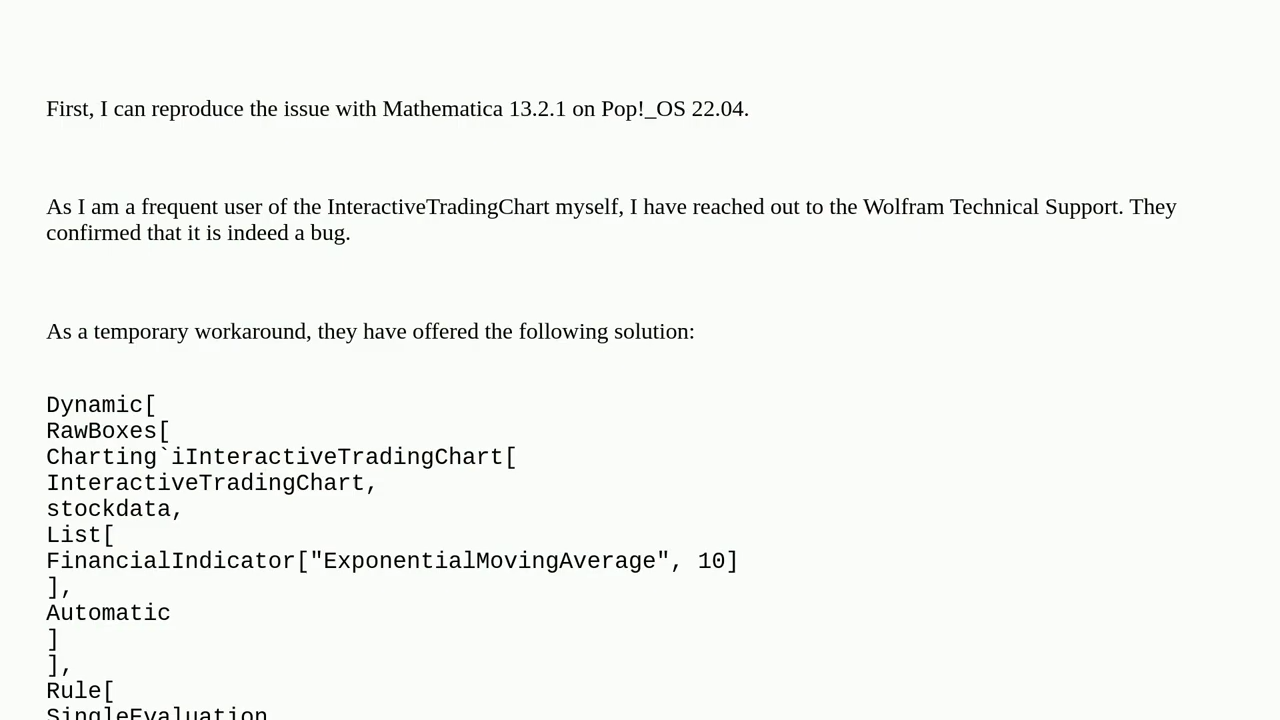 First, I can reproduce the issue with Mathematica 13.2.1 on Pop!_OS 22.04.
As I am a frequent user of the InteractiveTradingChart myself, I have reached out to the Wolfram Technical Support. They
confirmed that it is indeed a bug.
As a temporary workaround, they have offered the following solution:
Dynamic[
RawBoxes[
Charting`iInteractiveTradingChart[
InteractiveTradingChart,
stockdata,
List[
FinancialIndicator["ExponentialMovingAverage", 10]
],
Automatic
]
],
Rule[
SingleEvaluation